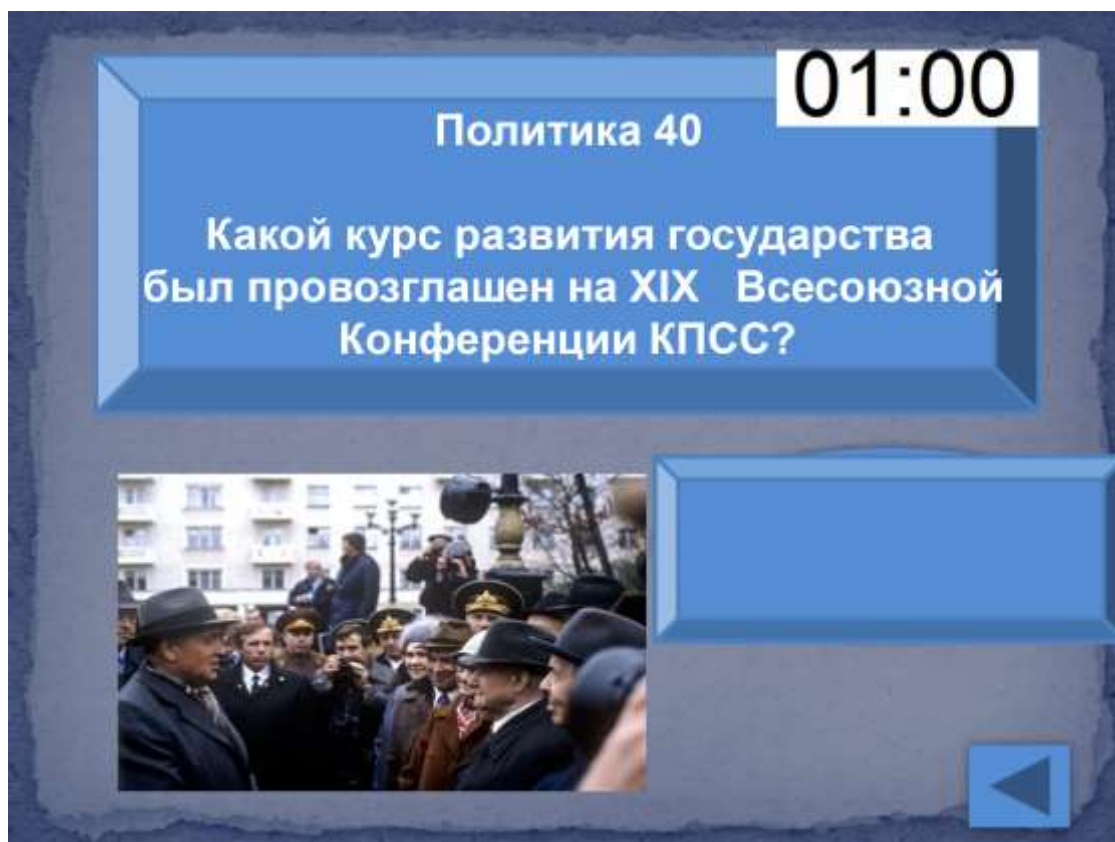 01:00
Политика 40
Какой курс развития государства
был провозглашен на XIX Всесоюзной
Конференции КПСС?